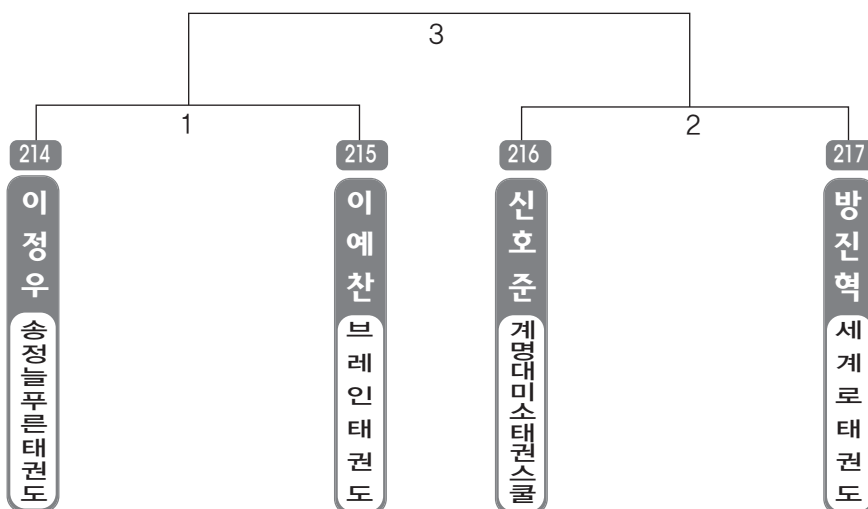 3
1
2
214
215
216
217
이정우
이예찬
신호준
방진혁
송정늘푸른태권도
브레인태권도
계명대미소태권스쿨
세계로태권도